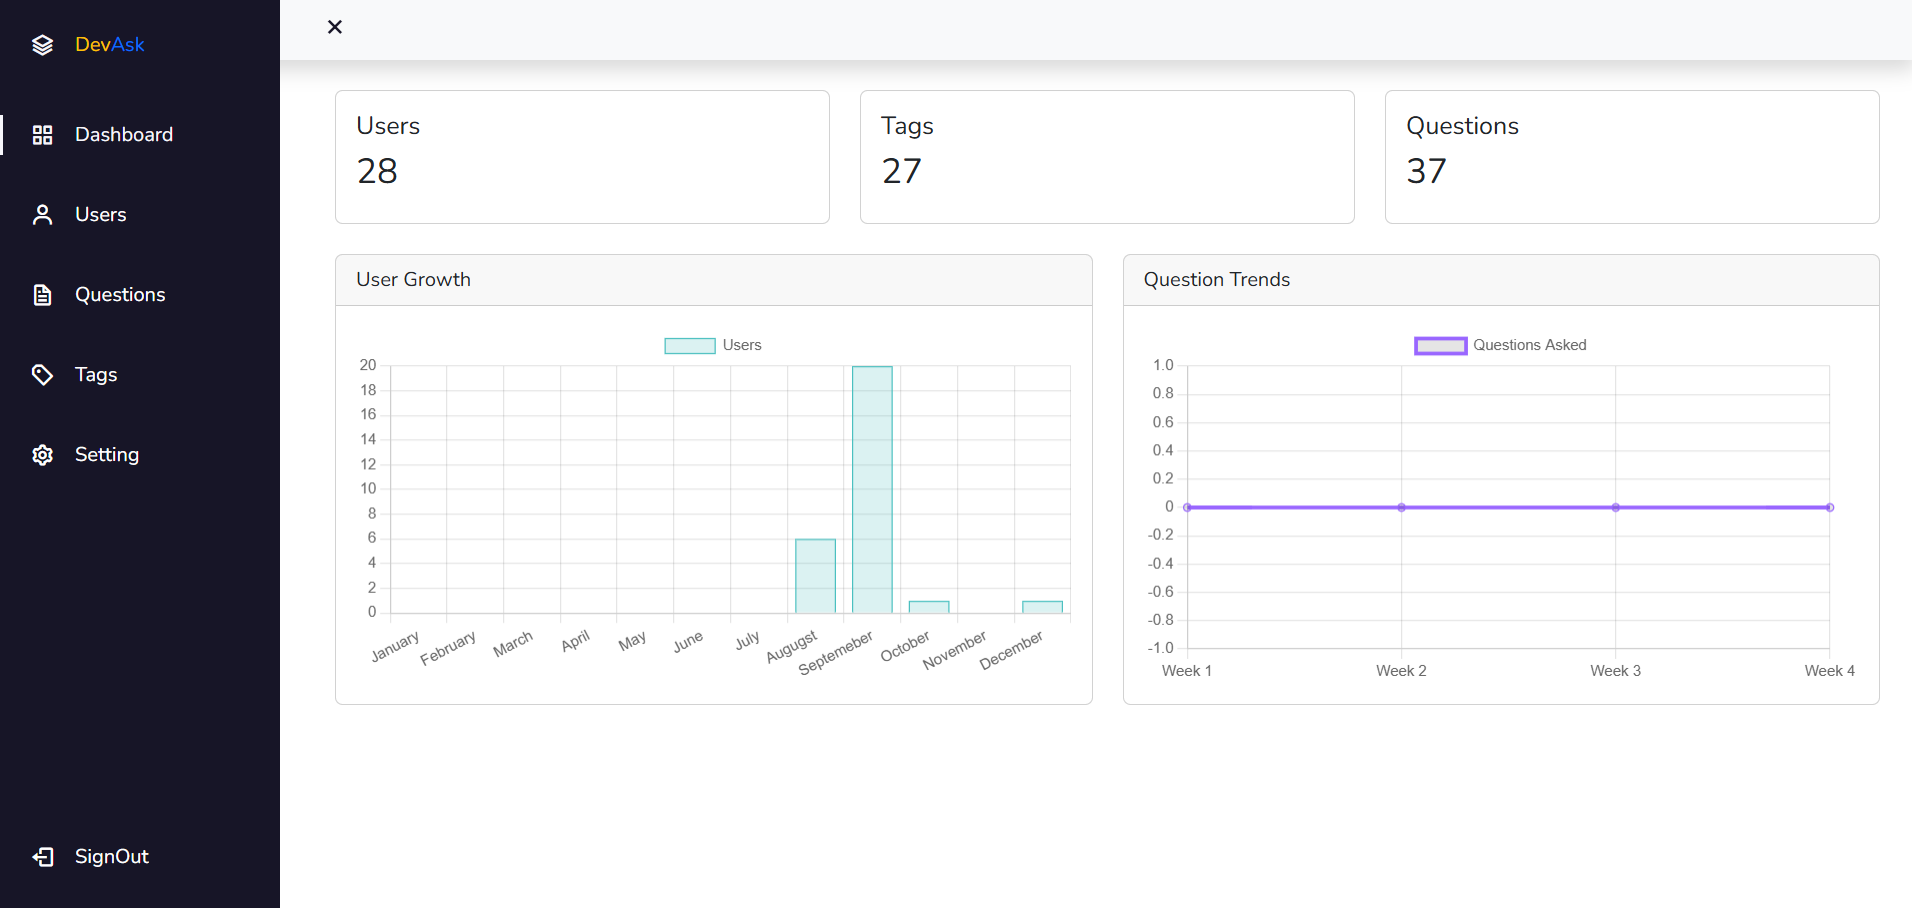 DevAsk
Dashboard
Users
Questions
Tags
Setting
SignOut
Users
28
Tags
27
Questions
37
User Growth
Users
20
18
16
14
12
10
8
6
4
2
0
January
February
March
April
May
June
July
Augugst
Septemeber
October
November
December
Question Trends
Questions Asked
1.0
0.8
0.6
0.4
0.2
0
-0.2
-0.4
-0.6
-0.8
-1.0
Week 1
Week 2
Week 3
Week 4